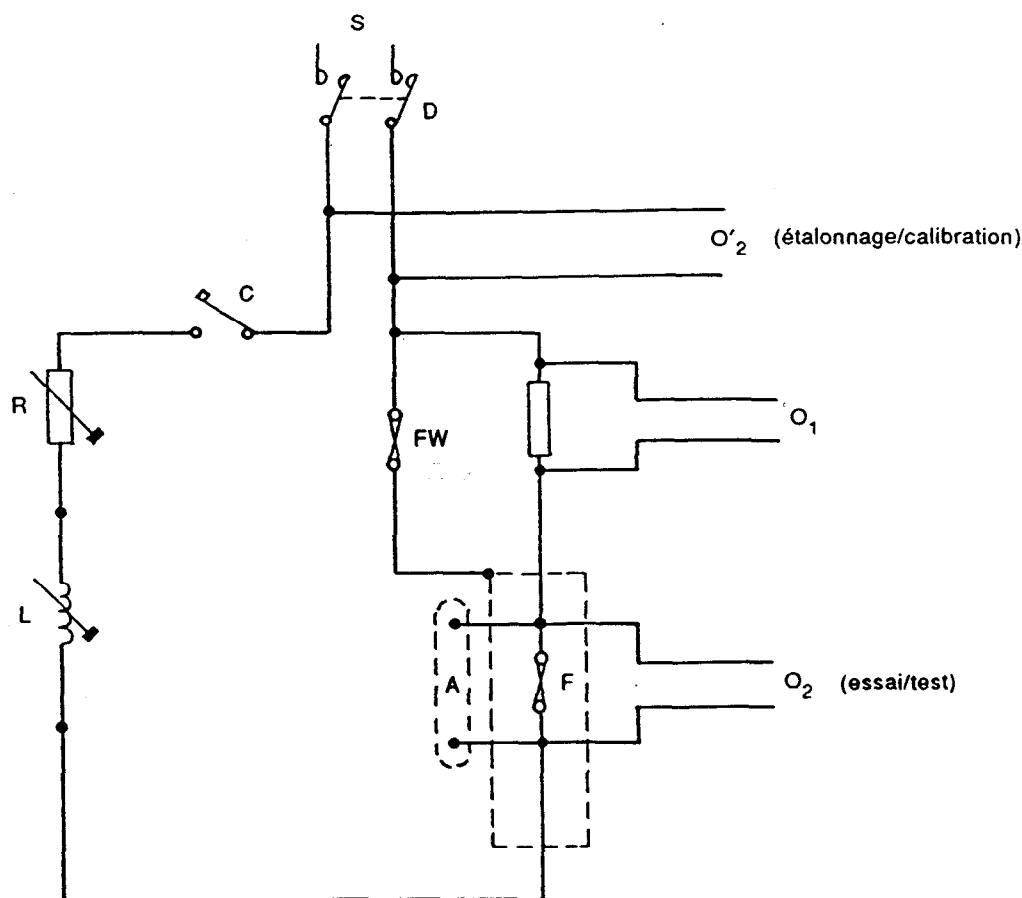 S
D
O'₂ (étalonnage/calibration)
C
R
FW
O₁
L
A
F
O₂ (essai/test)